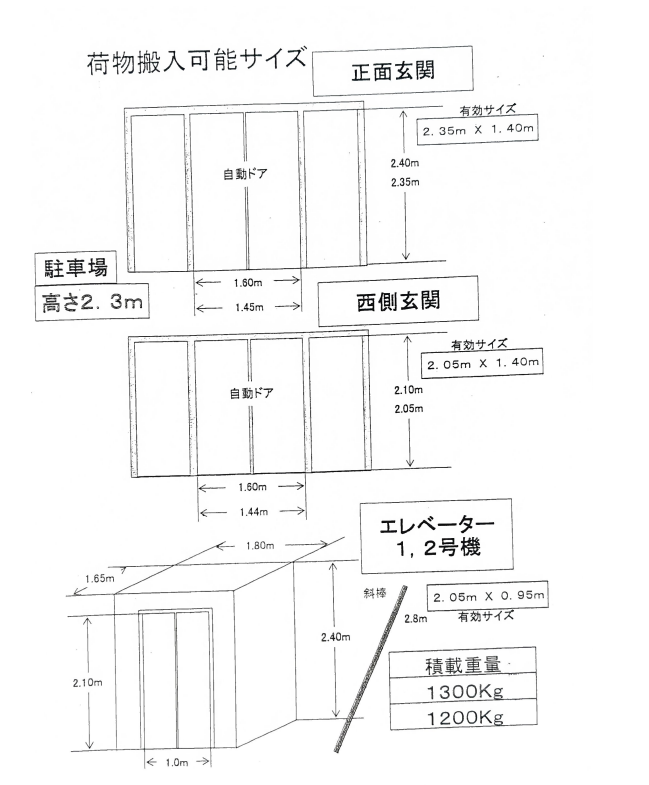 荷物搬入可能サイズ
正面玄関
有効サイズ
2.35m X 1.40m
自動ドア
2.40m
2.35m
1.60m
1.45m
駐車場
高さ2.3m
西側玄関
有効サイズ
2.05m X 1.40m
自動ドア
2.10m
2.05m
1.60m
1.44m
エレベーター
1,2号機
1.80m
1.65m
斜棒
2.8m
2.05m X 0.95m
有効サイズ
2.40m
2.10m
1.0m
積載重量
1300Kg
1200Kg